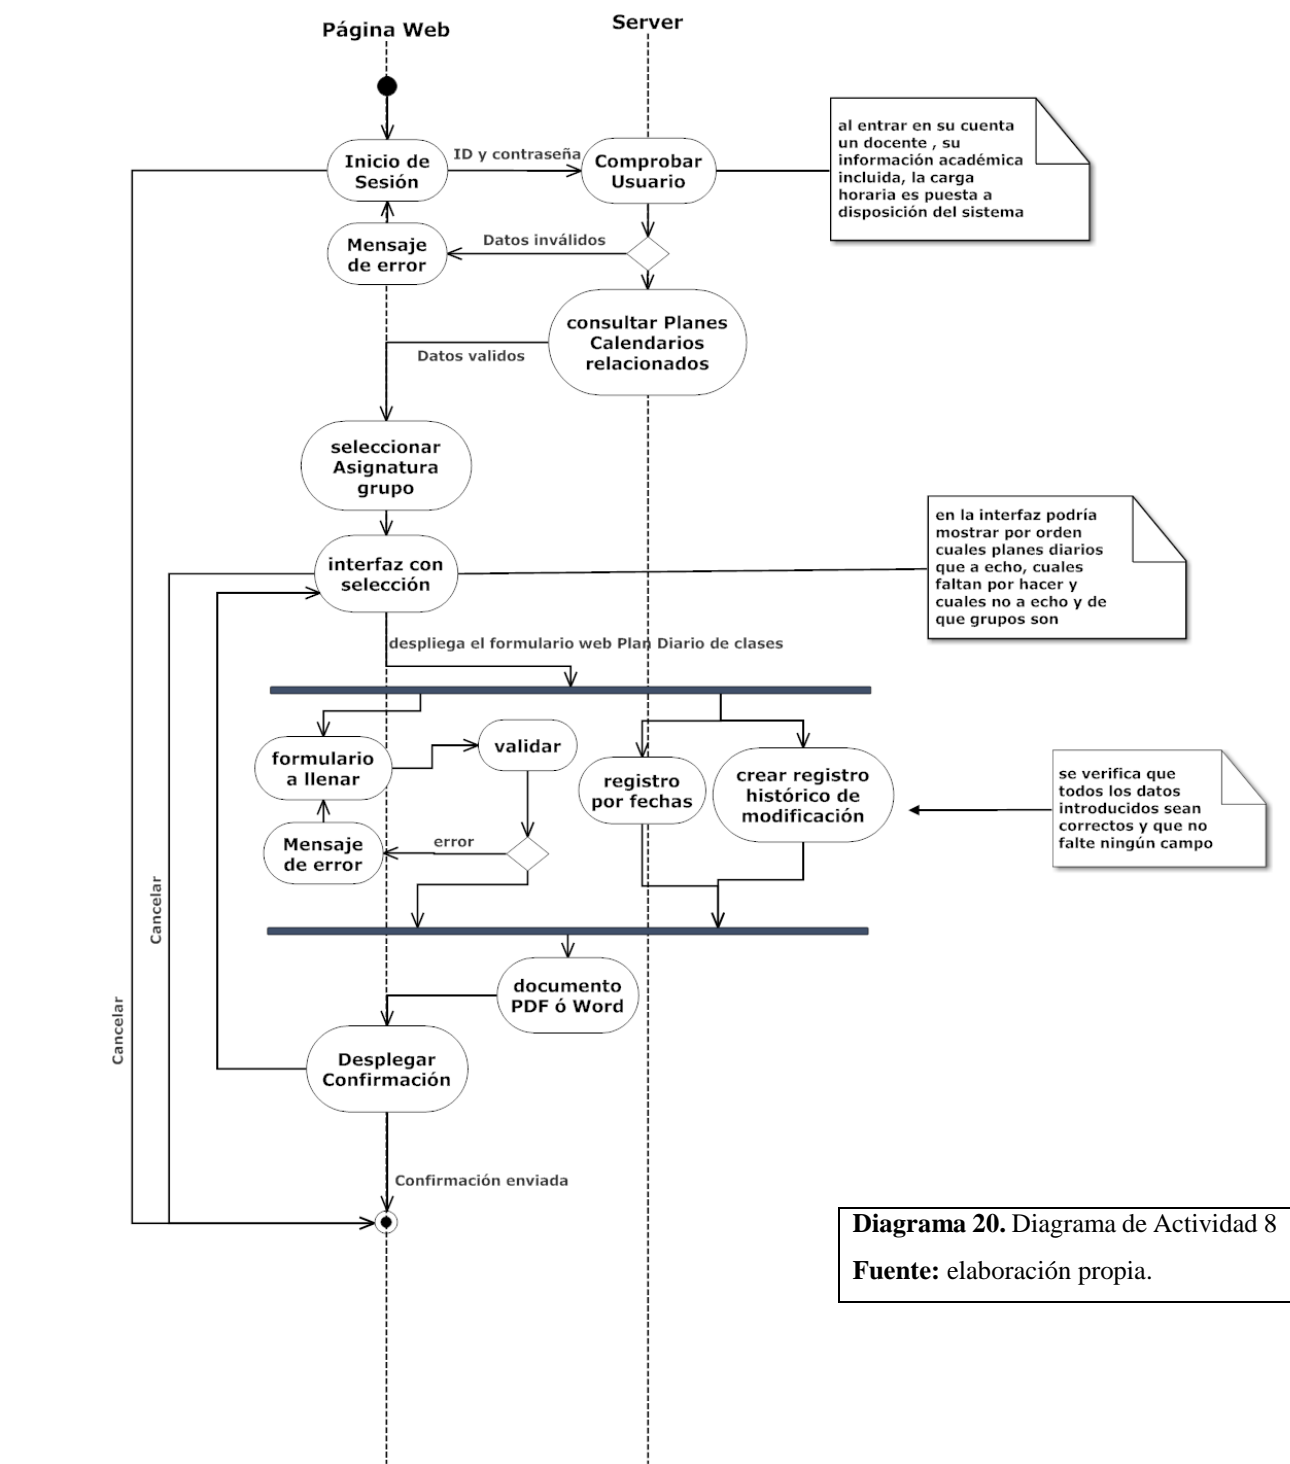 Página Web
Server
Inicio de
Sesión
ID y contraseña
Comprobar
Usuario
al entrar en su cuenta
un docente , su
información académica
incluida, la carga
horaria es puesta a
disposición del sistema
Mensaje
de error
Datos inválidos
consultar Planes
Calendarios
relacionados
Datos validos
seleccionar
Asignatura
grupo
interfaz con
selección
en la interfaz podría
mostrar por orden
cuales planes diarios
que a echo, cuales
faltan por hacer y
cuales no a echo y de
que grupos son
despliega el formulario web Plan Diario de clases
formulario
a llenar
validar
registro
por fechas
crear registro
histórico de
modificación
se verifica que
todos los datos
introducidos sean
correctos y que no
falte ningún campo
Mensaje
de error
error
Cancelar
Cancelar
documento
PDF ó Word
Desplegar
Confirmación
Confirmación enviada
Diagrama 20. Diagrama de Actividad 8
Fuente: elaboración propia.